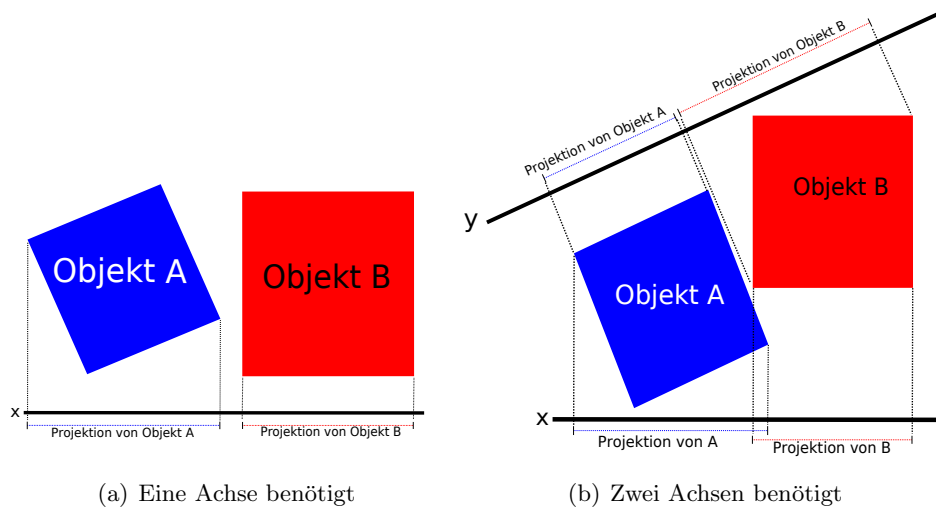 Objekt A
Objekt B
x
Projektion von Objekt A
Projektion von Objekt B
(a) Eine Achse benötigt
Projektion von Objekt A
Projektion von Objekt B
y
Objekt A
Objekt B
x
Projektion von A
Projektion von B
(b) Zwei Achsen benötigt